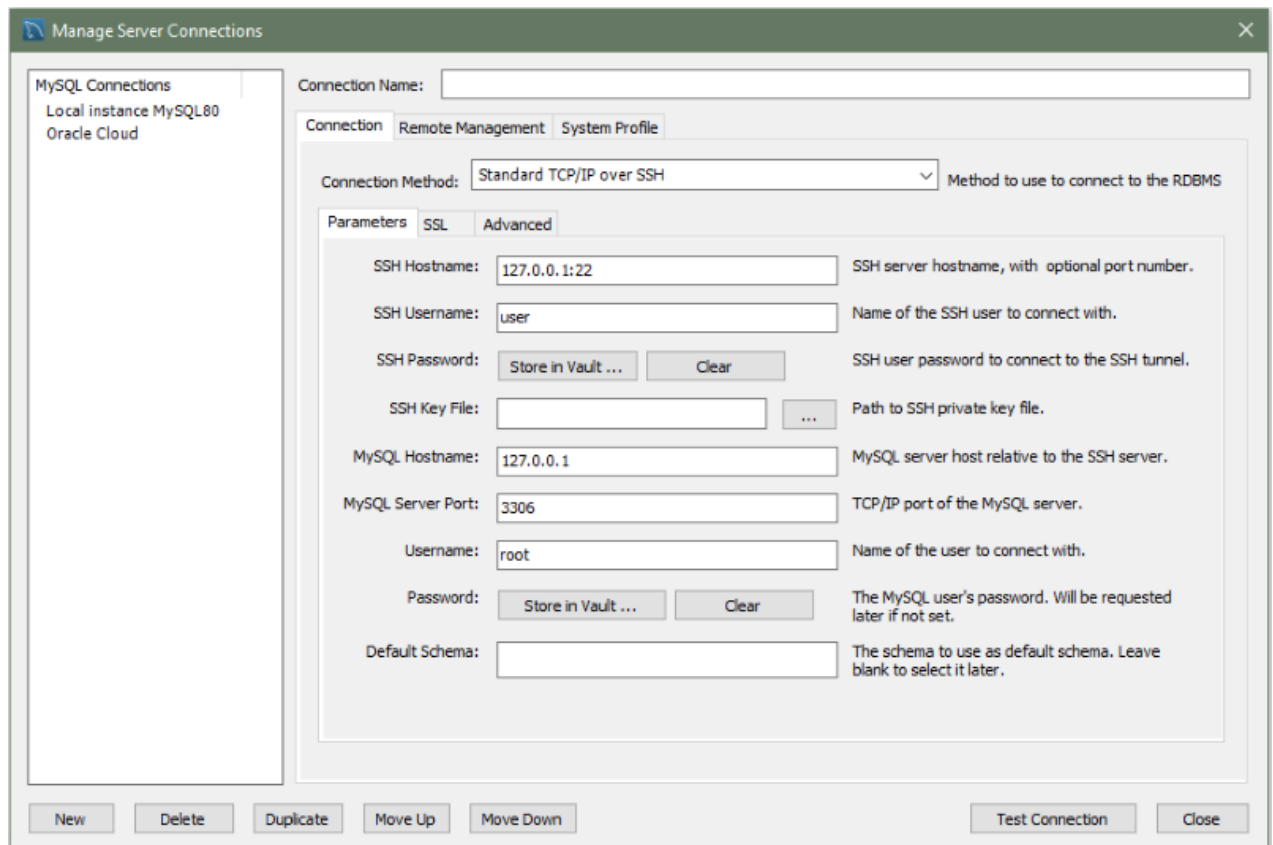 Manage Server Connections
MySQL Connections
Local instance MySQL80
Oracle Cloud
Connection Name:
Connection Remote Management System Profile
Connection Method: Standard TCP/IP over SSH Method to use to connect to the RDBMS
Parameters SSL Advanced
SSH Hostname: 127.0.0.1:22 SSH server hostname, with optional port number.
SSH Username: user Name of the SSH user to connect with.
SSH Password: Store in Vault ... Clear SSH user password to connect to the SSH tunnel.
SSH Key File: ... Path to SSH private key file.
MySQL Hostname: 127.0.0.1 MySQL server host relative to the SSH server.
MySQL Server Port: 3306 TCP/IP port of the MySQL server.
Username: root Name of the user to connect with.
Password: Store in Vault ... Clear The MySQL user's password. Will be requested
later if not set.
Default Schema: The schema to use as default schema. Leave
blank to select it later.
New Delete Duplicate Move Up Move Down Test Connection Close